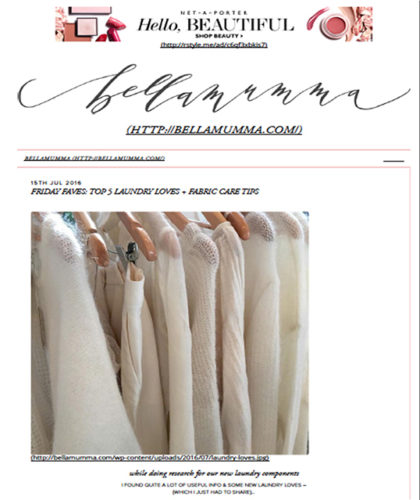 NET-A-PORTER
Hello, BEAUTIFUL
SHOP BEAUTY ›
(http://rstyle.me/ad/c6qf3xbkis7)
bellamumma
(HTTP://BELLAMUMMA.COM/)
BELLAMUMMA (HTTP://BELLAMUMMA.COM/)
15TH JUL 2016
FRIDAY FAVES: TOP 5 LAUNDRY LOVES + FABRIC CARE TIPS
(http://bellamumma.com/wp-content/uploads/2016/07/laundry-loves.jpg)
while doing research for our new laundry components
I FOUND QUITE A LOT OF USEFUL INFO & SOME NEW LAUNDRY LOVES –
(WHICH I JUST HAD TO SHARE)..